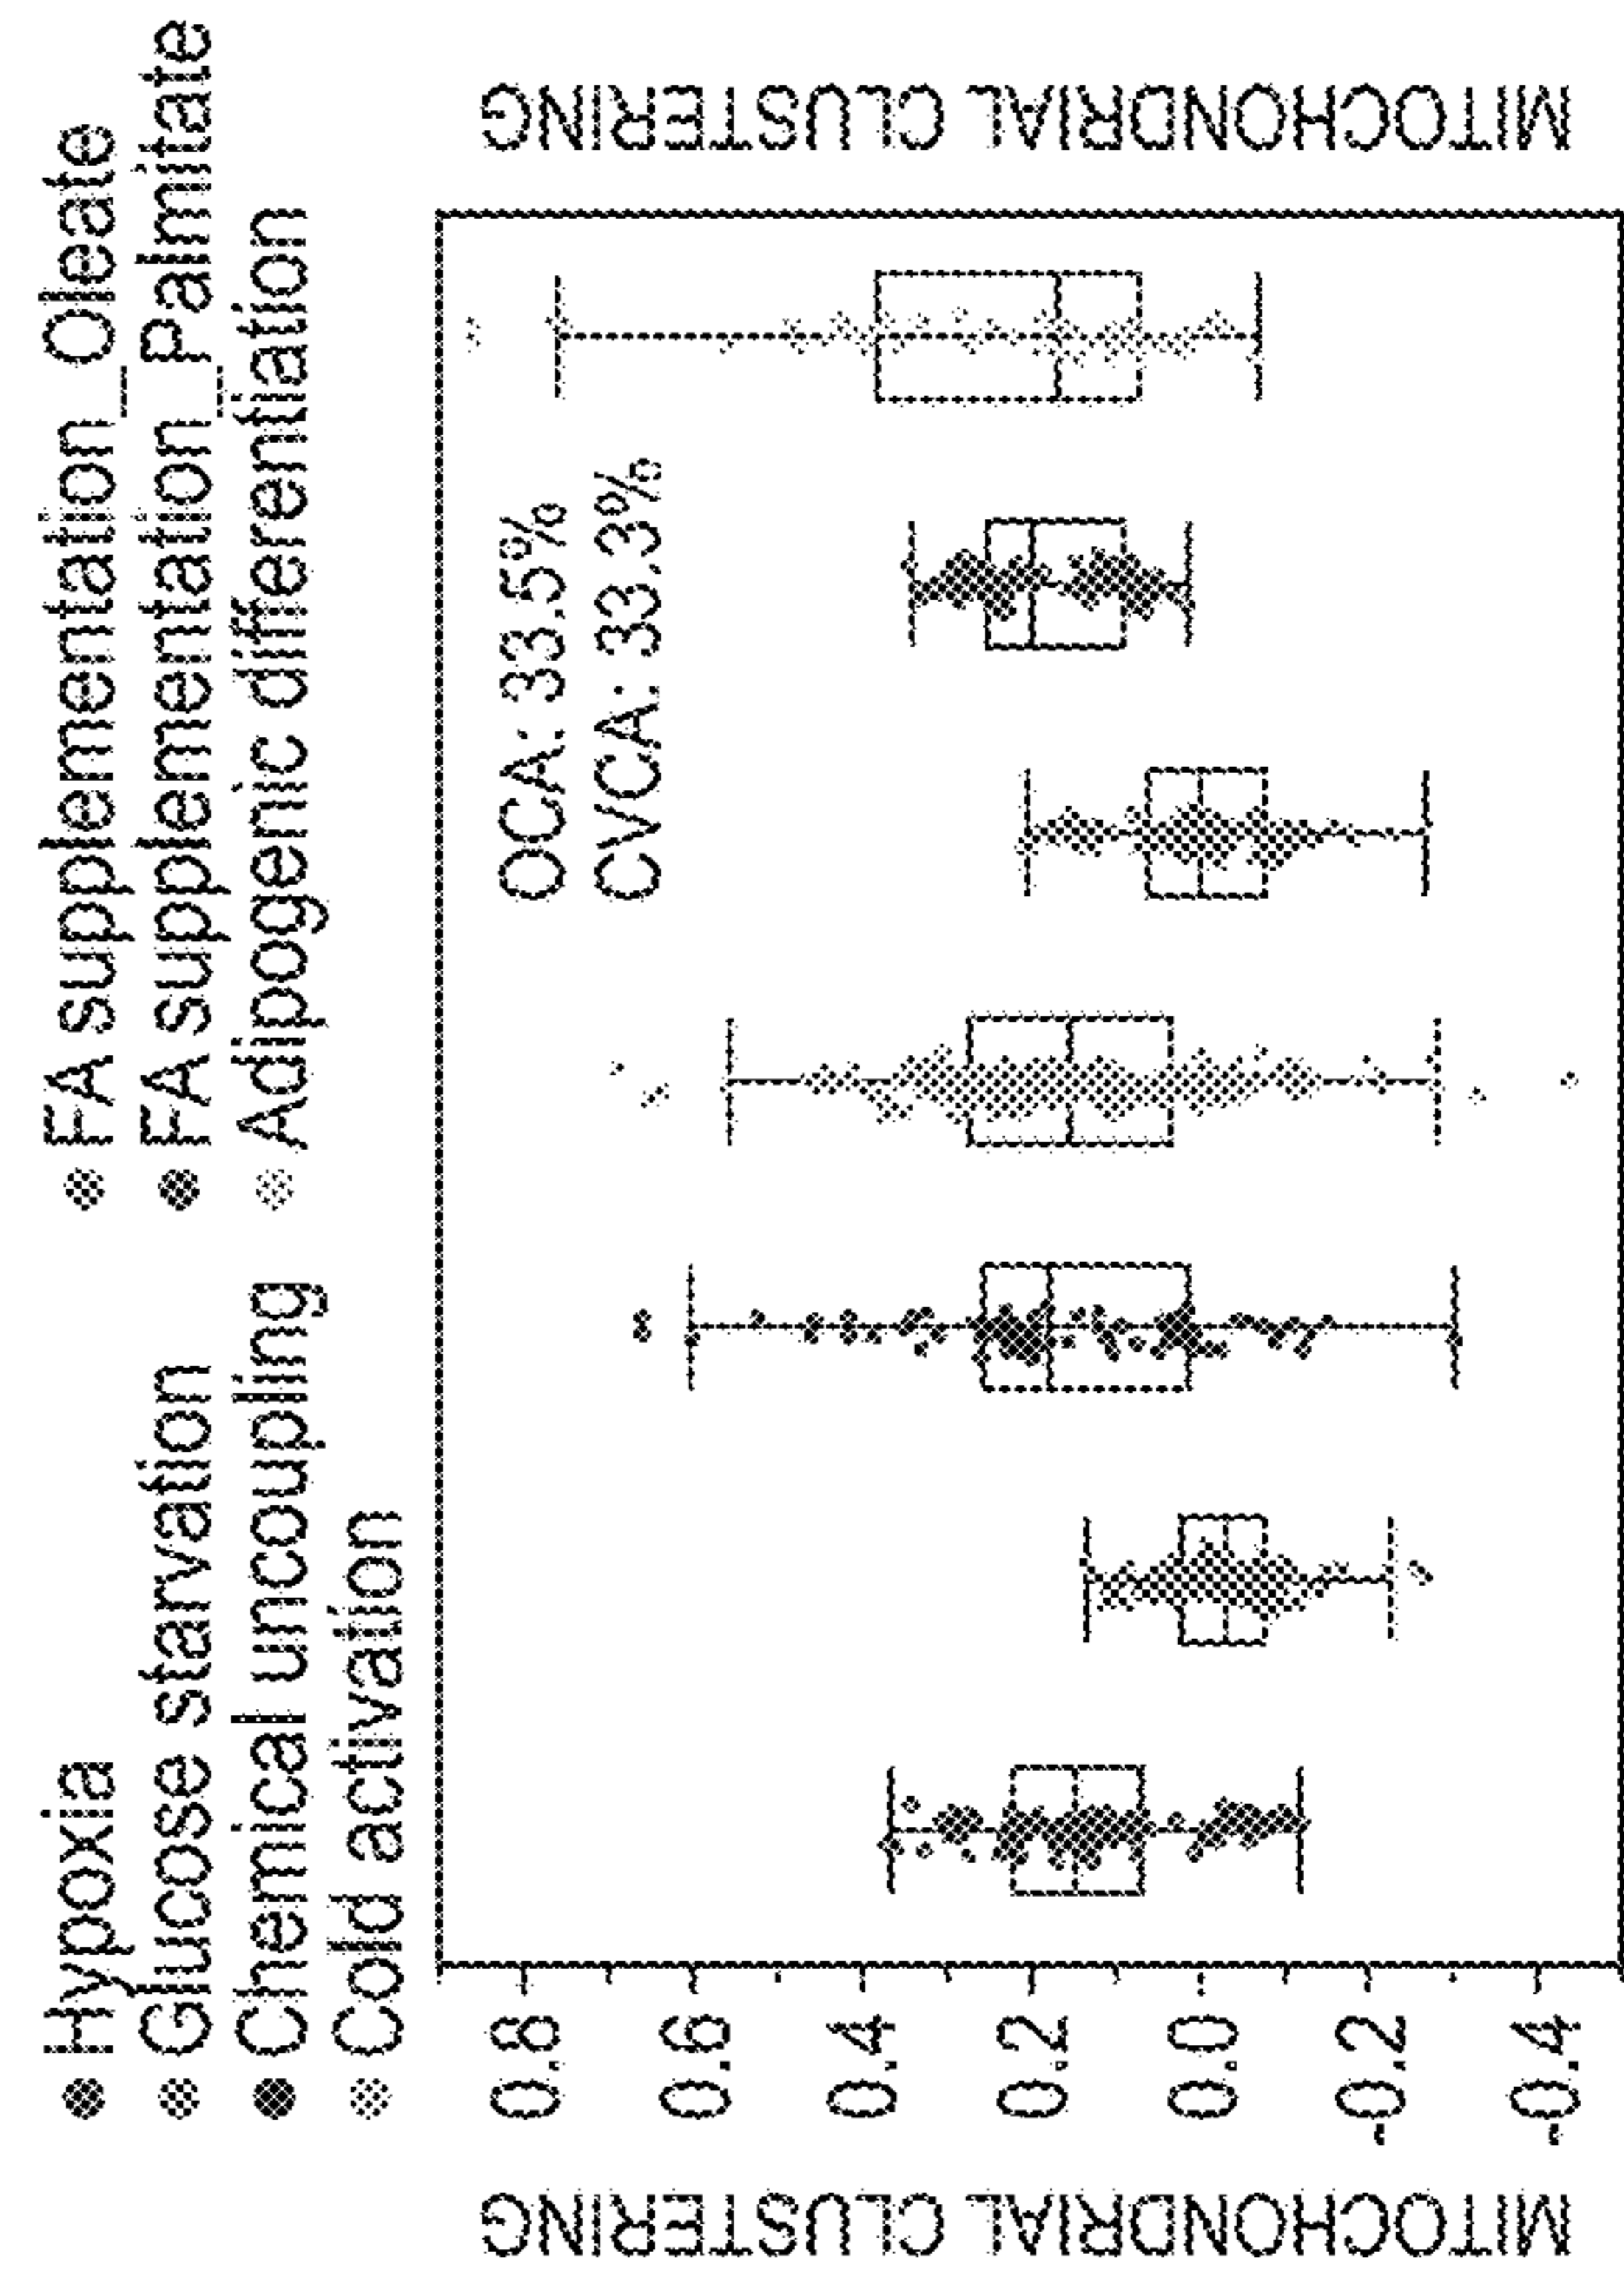 Hypoxia
Glucose starvation
Chemical uncoupling
Cold activation
FA supplementation_Oleate
FA supplementation_Palmitate
Adipogenic differentiation
MITOCHONDRIAL CLUSTERING
0.8
0.6
0.4
0.2
0.0
-0.2
-0.4
OCA: 33.5%
CVCA: 33.3%
MITOCHONDRIAL CLUSTERING